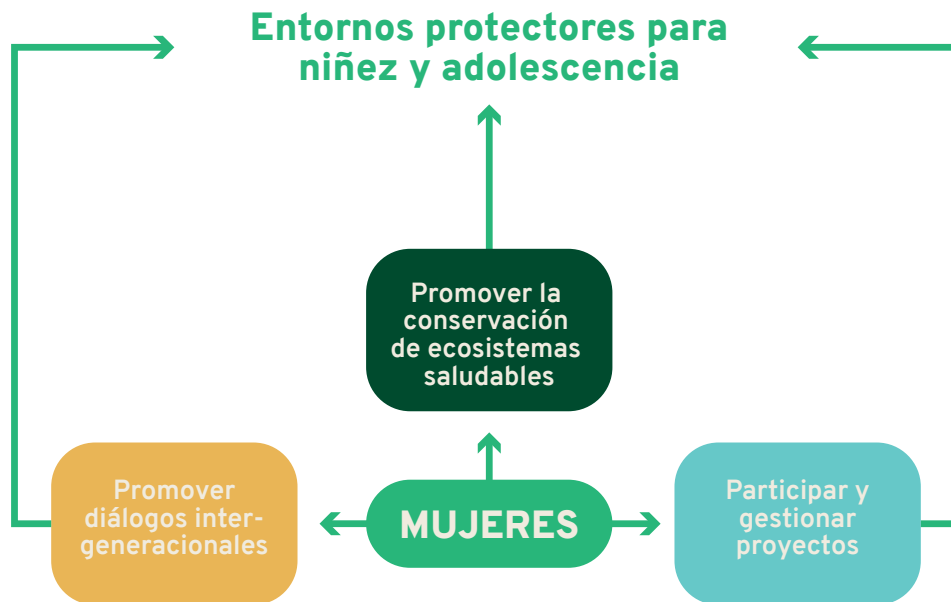 Entornos protectores para
niñez y adolescencia
Promover la
conservación
de ecosistemas
saludables
Promover
diálogos inter-
generacionales
MUJERES
Participar y
gestionar
proyectos